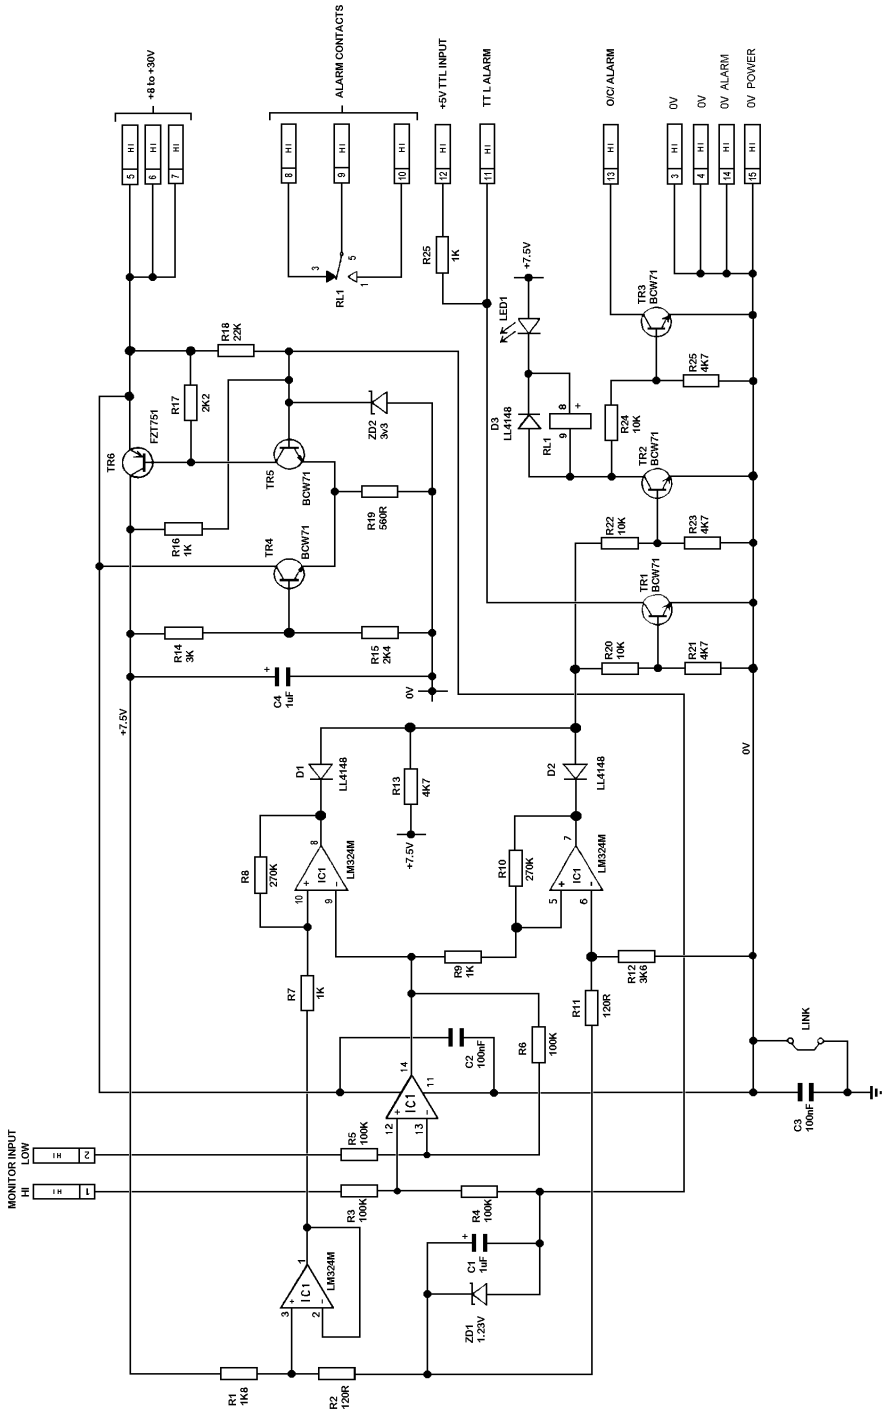 +8 to +30V
ALARM CONTACTS
+5V TTL INPUT
TT L ALARM
O/C/ ALARM
0V
0V
0V ALARM
0V POWER
HI
5
HI
6
HI
7
HI
8
HI
9
HI
10
HI
12
HI
11
HI
13
HI
3
HI
4
HI
14
HI
15
3
5
1
RL1
R25
1K
+7.5V
LED1
TR3
BCW71
R18
22K
R17
2K2
FZT751
TR6
ZD2
3v3
D3
LL4148
8
+
9
RL1
R24
10K
R25
4K7
TR5
BCW71
R19
560R
TR2
BCW71
R16
1K
TR4
BCW71
R22
10K
R23
4K7
TR1
BCW71
R14
3K
R15
2K4
R20
10K
R21
4K7
+
C4
1uF
0V
+7.5V
0V
D1
LL4148
R13
4K7
+7.5V
D2
LL4148
R8
270K
8
IC1
LM324M
+
-
10
9
R10
270K
7
IC1
LM324M
+
-
5
6
R7
1K
R9
1K
R12
3K6
R11
120R
C2
100nF
R6
100K
14
11
IC1
+
-
12
13
LINK
C3
100nF
MONITOR INPUT
LOW
HI
HI
2
HI
1
R5
100K
R3
100K
R4
100K
1
IC1
LM324M
+
-
3
2
+
C1
1uF
ZD1
1.23V
R1
1K8
R2
120R